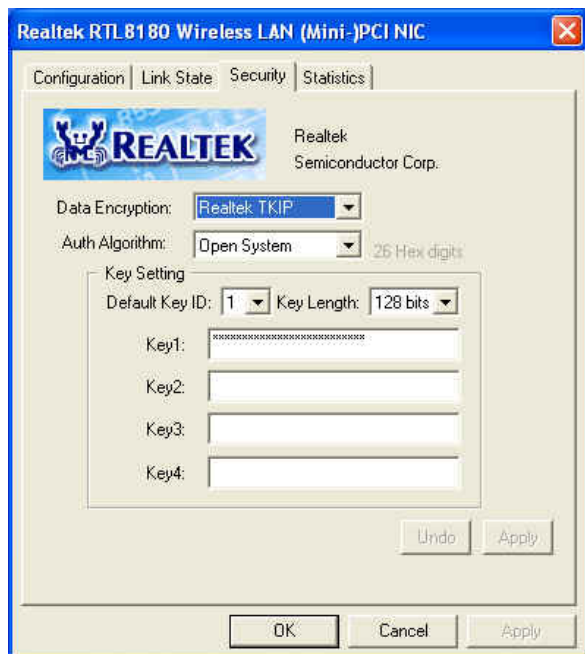 Realtek RTL8180 Wireless LAN (Mini-)PCI NIC
Configuration
Link State
Security
Statistics
REALTEK
Realtek
Semiconductor Corp.
Data Encryption: Realtek TKIP
Auth Algorithm: Open System 26 Hex digits
Key Setting
Default Key ID: 1 Key Length: 128 bits
Key1: **************************
Key2:
Key3:
Key4:
Undo Apply
OK Cancel Apply